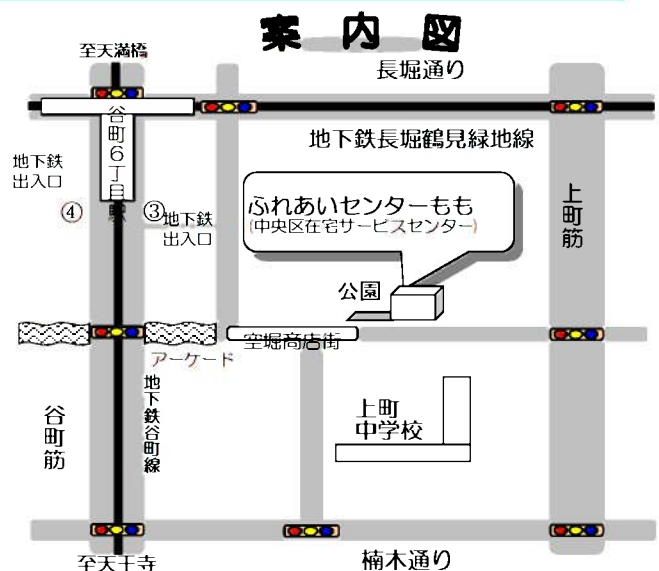 案内図
至天満橋
長堀通り
谷町6丁目駅
地下鉄長堀鶴見緑地線
地下鉄
出入口
④
③
地下鉄
出入口
ふれあいセンターもも
(中央区在宅サービスセンター)
上町筋
公園
空堀商店街
アーケード
地下鉄谷町線
谷町筋
上町
中学校
至天王寺
楠木通り